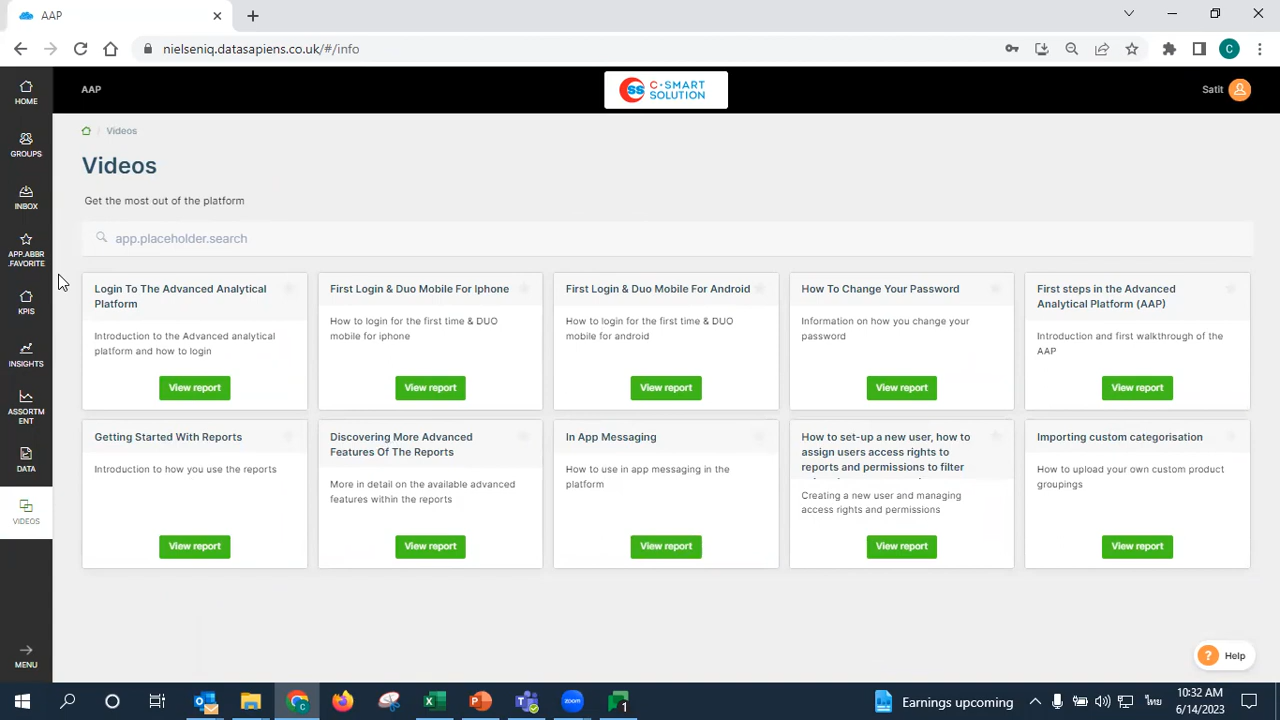 AAP
nielseniq.datasapiens.co.uk/#/info
C
HOME
AAP
SS C·SMART
SOLUTION
Satit
GROUPS
INBOX
APP.ABBR
.FAVORITE
KPIS
INSIGHTS
ASSORTM
ENT
DATA
VIDEOS
MENU
/ Videos
Videos
Get the most out of the platform
app.placeholder.search
Login To The Advanced Analytical
Platform
Introduction to the Advanced analytical
platform and how to login
View report
First Login & Duo Mobile For Iphone
How to login for the first time & DUO
mobile for iphone
View report
First Login & Duo Mobile For Android
How to login for the first time & DUO
mobile for android
View report
How To Change Your Password
Information on how you change your
password
View report
First steps in the Advanced
Analytical Platform (AAP)
Introduction and first walkthrough of the
AAP
View report
Getting Started With Reports
Introduction to how you use the reports
View report
Discovering More Advanced
Features Of The Reports
More in detail on the available advanced
features within the reports
View report
In App Messaging
How to use in app messaging in the
platform
View report
How to set-up a new user, how to
assign users access rights to
reports and permissions to filter
Creating a new user and managing
access rights and permissions
View report
Importing custom categorisation
How to upload your own custom product
groupings
View report
? Help
zoom
1
Earnings upcoming
ไทย
10:32 AM
6/14/2023